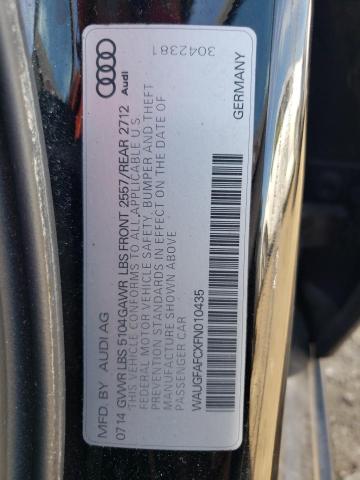 MFD. BY AUDI AG
0714 GVWR LBS 5104 GAWR LBS FRONT 2557/REAR 2712
THIS CONFORMS TO ALL APPLICABLE U.S.
FEDERAL MOTOR VEHICLE SAFETY, BUMPER AND THEFT
PREVENTION STANDARDS IN EFFECT ON THE DATE OF
MANUFACTURE SHOWN ABOVE
PASSENGER CAR
WAUGFAFCXFN010435
Audi
3042381
GERMANY